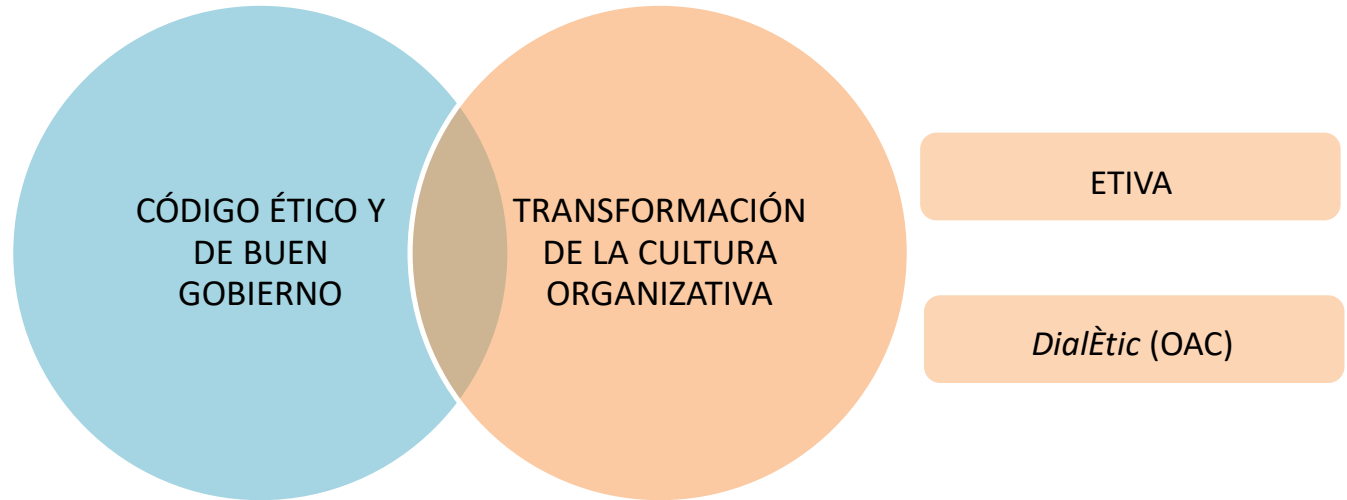 CÓDIGO ÉTICO Y
DE BUEN
GOBIERNO
TRANSFORMACIÓN
DE LA CULTURA
ORGANIZATIVA
ETIVA
DialÈtic (OAC)